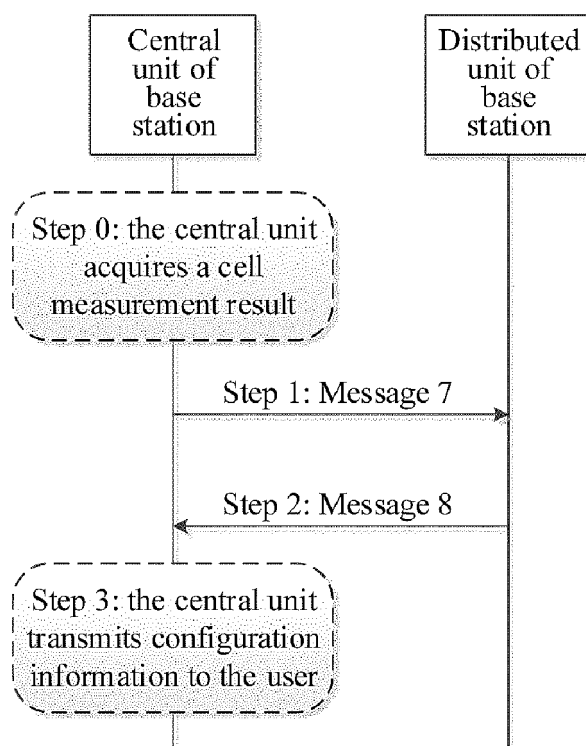 Central
unit of
base
station
Distributed
unit of
base
station
Step 0: the central unit
acquires a cell
measurement result
Step 1: Message 7
Step 2: Message 8
Step 3: the central unit
transmits configuration
information to the user